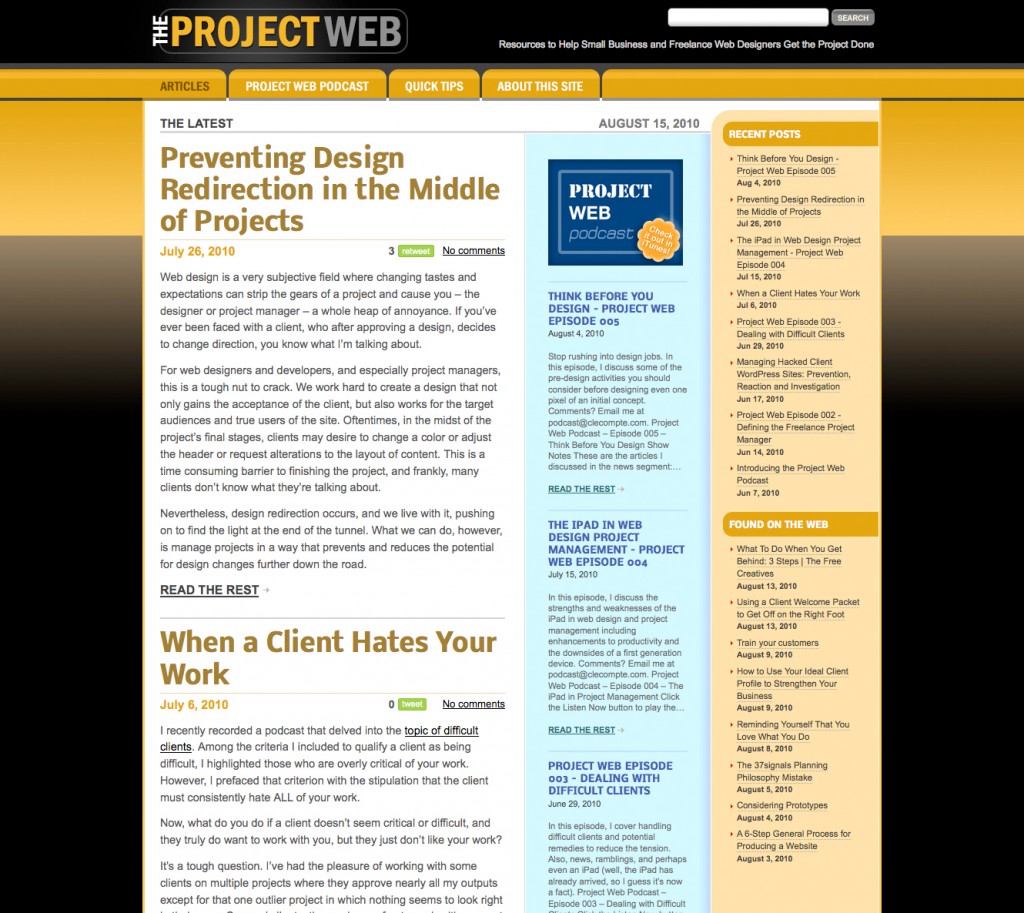 THE PROJECT WEB
SEARCH
Resources to Help Small Business and Freelance Web Designers Get the Project Done
ARTICLES
PROJECT WEB PODCAST
QUICK TIPS
ABOUT THIS SITE
THE LATEST
AUGUST 15, 2010
Preventing Design
Redirection in the Middle
of Projects
July 26, 2010
3 retweet No comments
Web design is a very subjective field where changing tastes and
expectations can strip the gears of a project and cause you – the
designer or project manager – a whole heap of annoyance. If you've
ever been faced with a client, who after approving a design, decides
to change direction, you know what I'm talking about.
For web designers and developers, and especially project managers,
this is a tough nut to crack. We work hard to create a design that not
only gains the acceptance of the client, but also works for the target
audiences and true users of the site. Oftentimes, in the midst of the
project's final stages, clients may desire to change a color or adjust
the header or request alterations to the layout of content. This is a
time consuming barrier to finishing the project, and frankly, many
clients don't know what they're talking about.
Nevertheless, design redirection occurs, and we live with it, pushing
on to find the light at the end of the tunnel. What we can do, however,
is manage projects in a way that prevents and reduces the potential
for design changes further down the road.
READ THE REST
When a Client Hates Your
Work
July 6, 2010
0 tweet No comments
I recently recorded a podcast that delved into the topic of difficult
clients. Among the criteria I included to qualify a client as being
difficult, I highlighted those who are overly critical of your work.
However, I prefaced that criterion with the stipulation that the client
must consistently hate ALL of your work.
Now, what do you do if a client doesn't seem critical or difficult, and
they truly do want to work with you, but they just don't like your work?
It's a tough question. I've had the pleasure of working with some
clients on multiple projects where they approve nearly all my outputs
except for that one outlier project in which nothing seems to look right
PROJECT
WEB
podcast
Check
it out in
iTunes!
THINK BEFORE YOU
DESIGN - PROJECT WEB
EPISODE 005
August 4, 2010
Stop rushing into design jobs. In
this episode, I discuss some of the
pre-design activities you should
consider before designing even one
pixel of an initial concept.
Comments? Email me at
podcast@clecompte.com. Project
Web Podcast – Episode 005 –
Think Before You Design Show
Notes These are the articles I
discussed in the news segment:...
READ THE REST
THE IPAD IN WEB
DESIGN PROJECT
MANAGEMENT - PROJECT
WEB EPISODE 004
July 15, 2010
In this episode, I discuss the
strengths and weaknesses of the
iPad in web design and project
management including
enhancements to productivity and
the downsides of a first generation
device. Comments? Email me at
podcast@clecompte.com. Project
Web Podcast – Episode 004 – The
iPad in Project Management Click
the Listen Now button to play the...
READ THE REST
PROJECT WEB EPISODE
003 - DEALING WITH
DIFFICULT CLIENTS
June 29, 2010
In this episode, I cover handling
difficult clients and potential
remedies to reduce the tension.
Also, news, ramblings, and perhaps
even an iPad (well, the iPad has
already arrived, so I guess it's now
a fact). Project Web Podcast –
Episode 003 – Dealing with Difficult
RECENT POSTS
Think Before You Design -
Project Web Episode 005
Aug 4, 2010
Preventing Design Redirection in
the Middle of Projects
Jul 26, 2010
The iPad in Web Design Project
Management - Project Web
Episode 004
Jul 15, 2010
When a Client Hates Your Work
Jul 6, 2010
Project Web Episode 003 -
Dealing with Difficult Clients
Jun 29, 2010
Managing Hacked Client
WordPress Sites: Prevention,
Reaction and Investigation
Jun 17, 2010
Project Web Episode 002 -
Defining the Freelance Project
Manager
Jun 14, 2010
Introducing the Project Web
Podcast
Jun 7, 2010
FOUND ON THE WEB
What To Do When You Get
Behind: 3 Steps | The Free
Creatives
August 13, 2010
Using a Client Welcome Packet
to Get Off on the Right Foot
August 13, 2010
Train your customers
August 9, 2010
How to Use Your Ideal Client
Profile to Strengthen Your
Business
August 9, 2010
Reminding Yourself That You
Love What You Do
August 8, 2010
The 37signals Planning
Philosophy Mistake
August 5, 2010
Considering Prototypes
August 4, 2010
A 6-Step General Process for
Producing a Website
August 3, 2010